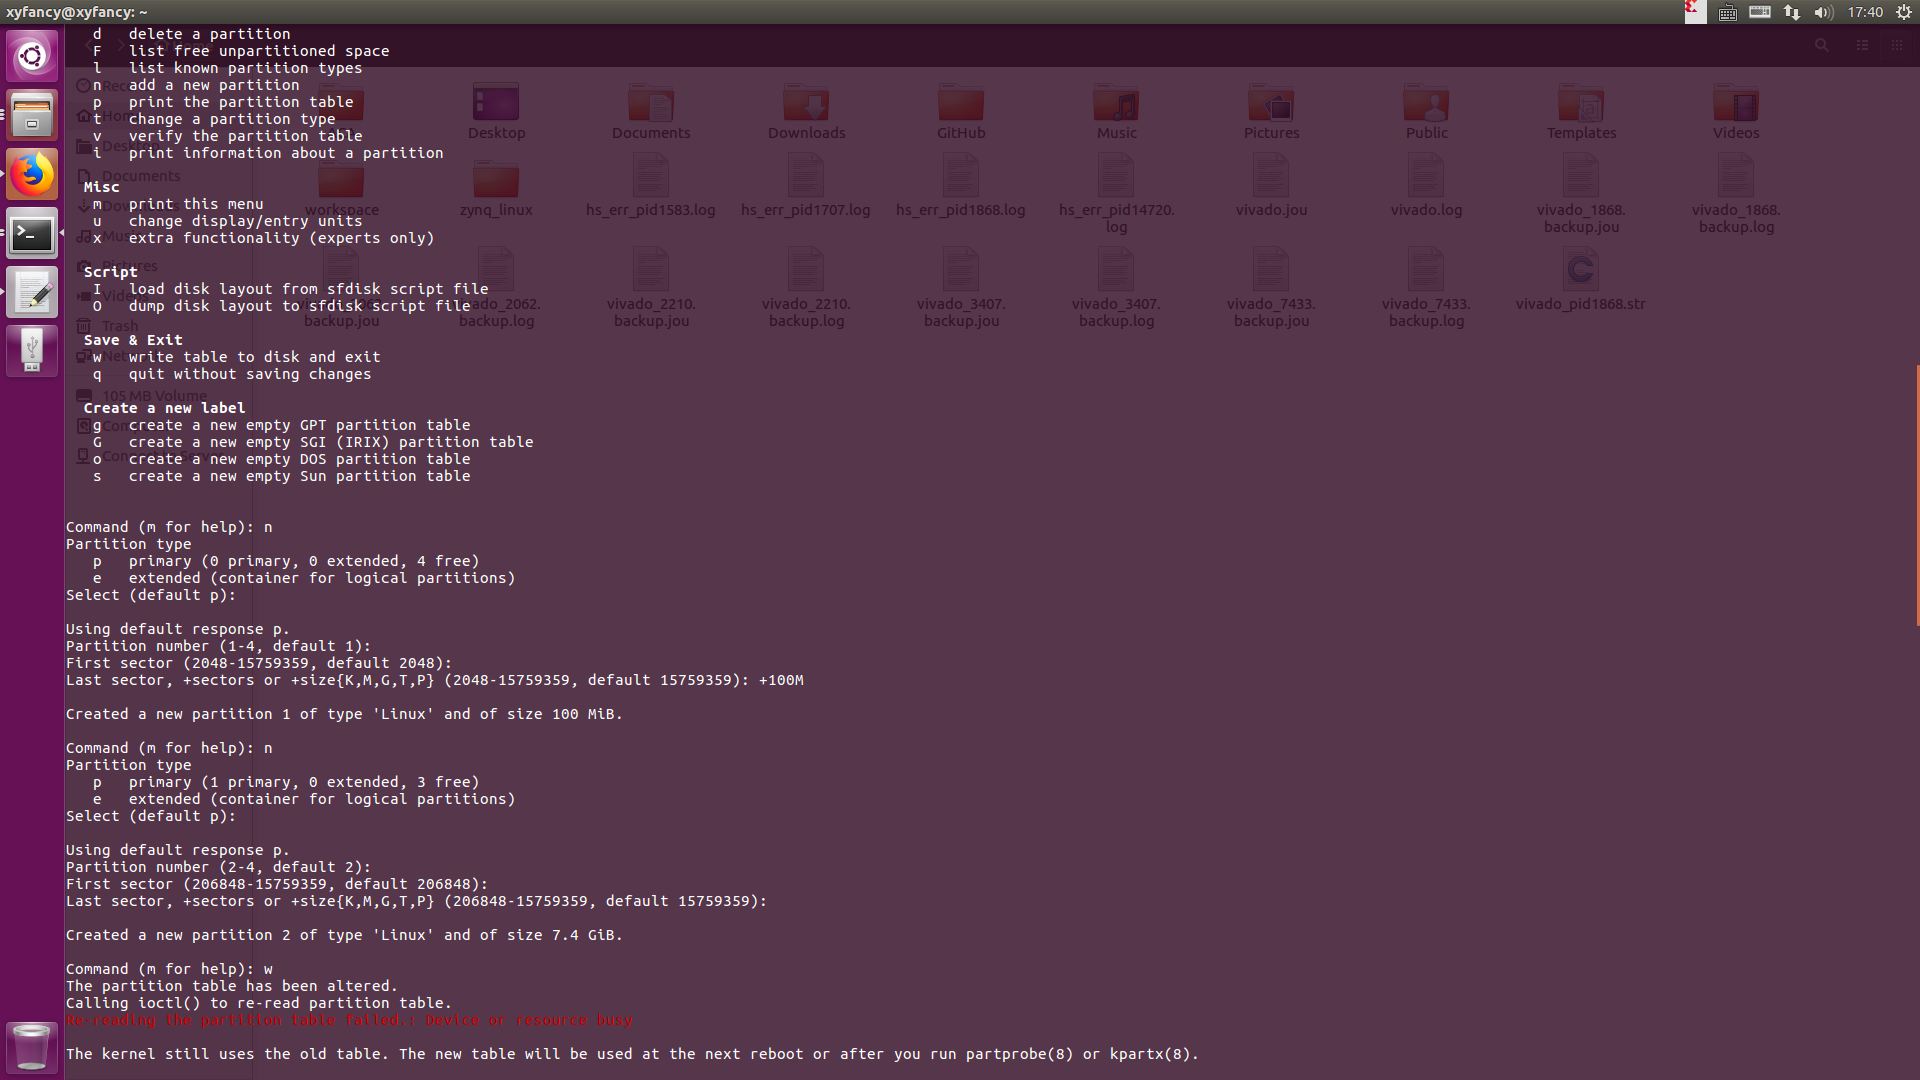 xyfancy@xyfancy: ~
17:40
d   delete a partition
F   list free unpartitioned space
l   list known partition types
n   add a new partition
p   print the partition table
t   change a partition type
v   verify the partition table
i   print information about a partition
Misc
m   print this menu
u   change display/entry units
x   extra functionality (experts only)
Script
I   load disk layout from sfdisk script file
O   dump disk layout to sfdisk script file
Save & Exit
w   write table to disk and exit
q   quit without saving changes
Create a new label
g   create a new empty GPT partition table
G   create a new empty SGI (IRIX) partition table
o   create a new empty DOS partition table
s   create a new empty Sun partition table
Command (m for help): n
Partition type
p   primary (0 primary, 0 extended, 4 free)
e   extended (container for logical partitions)
Select (default p):
Using default response p.
Partition number (1-4, default 1):
First sector (2048-15759359, default 2048):
Last sector, +sectors or +size{K,M,G,T,P} (2048-15759359, default 15759359): +100M
Created a new partition 1 of type 'Linux' and of size 100 MiB.
Command (m for help): n
Partition type
p   primary (1 primary, 0 extended, 3 free)
e   extended (container for logical partitions)
Select (default p):
Using default response p.
Partition number (2-4, default 2):
First sector (206848-15759359, default 206848):
Last sector, +sectors or +size{K,M,G,T,P} (206848-15759359, default 15759359):
Created a new partition 2 of type 'Linux' and of size 7.4 GiB.
Command (m for help): w
The partition table has been altered.
Calling ioctl() to re-read partition table.
Re-reading the partition table failed.: Device or resource busy
The kernel still uses the old table. The new table will be used at the next reboot or after you run partprobe(8) or kpartx(8).
Desktop
Documents
Downloads
GitHub
Music
Pictures
Public
Templates
Videos
workspace
zynq_linux
hs_err_pid1583.log
hs_err_pid1707.log
hs_err_pid1868.log
hs_err_pid14720.
log
vivado.jou
vivado.log
vivado_1868.
backup.jou
vivado_1868.
backup.log
backup.jou
vivado_2062.
backup.log
vivado_2210.
backup.jou
vivado_2210.
backup.log
vivado_3407.
backup.jou
vivado_3407.
backup.log
vivado_7433.
backup.jou
vivado_7433.
backup.log
vivado_pid1868.str
Documents
Pictures
Trash
105 MB Volume